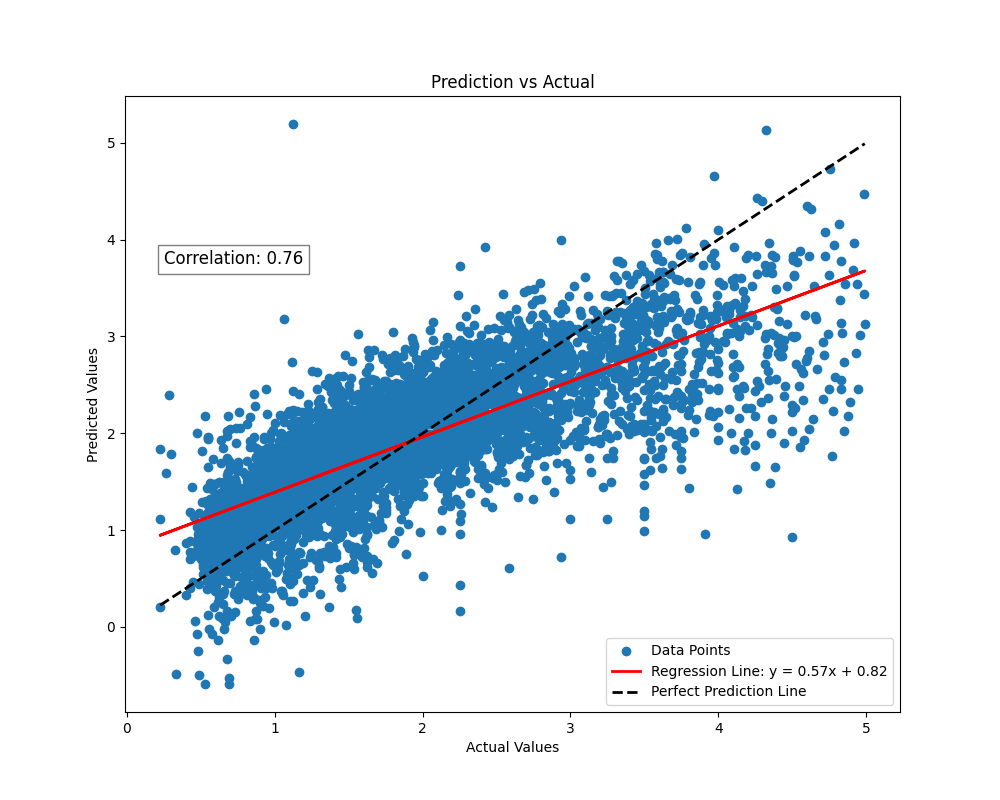 Prediction vs Actual
Predicted Values
5
4
3
2
1
0
Correlation: 0.76
Data Points
Regression Line: y = 0.57x + 0.82
Perfect Prediction Line
0 1 2 3 4 5
Actual Values